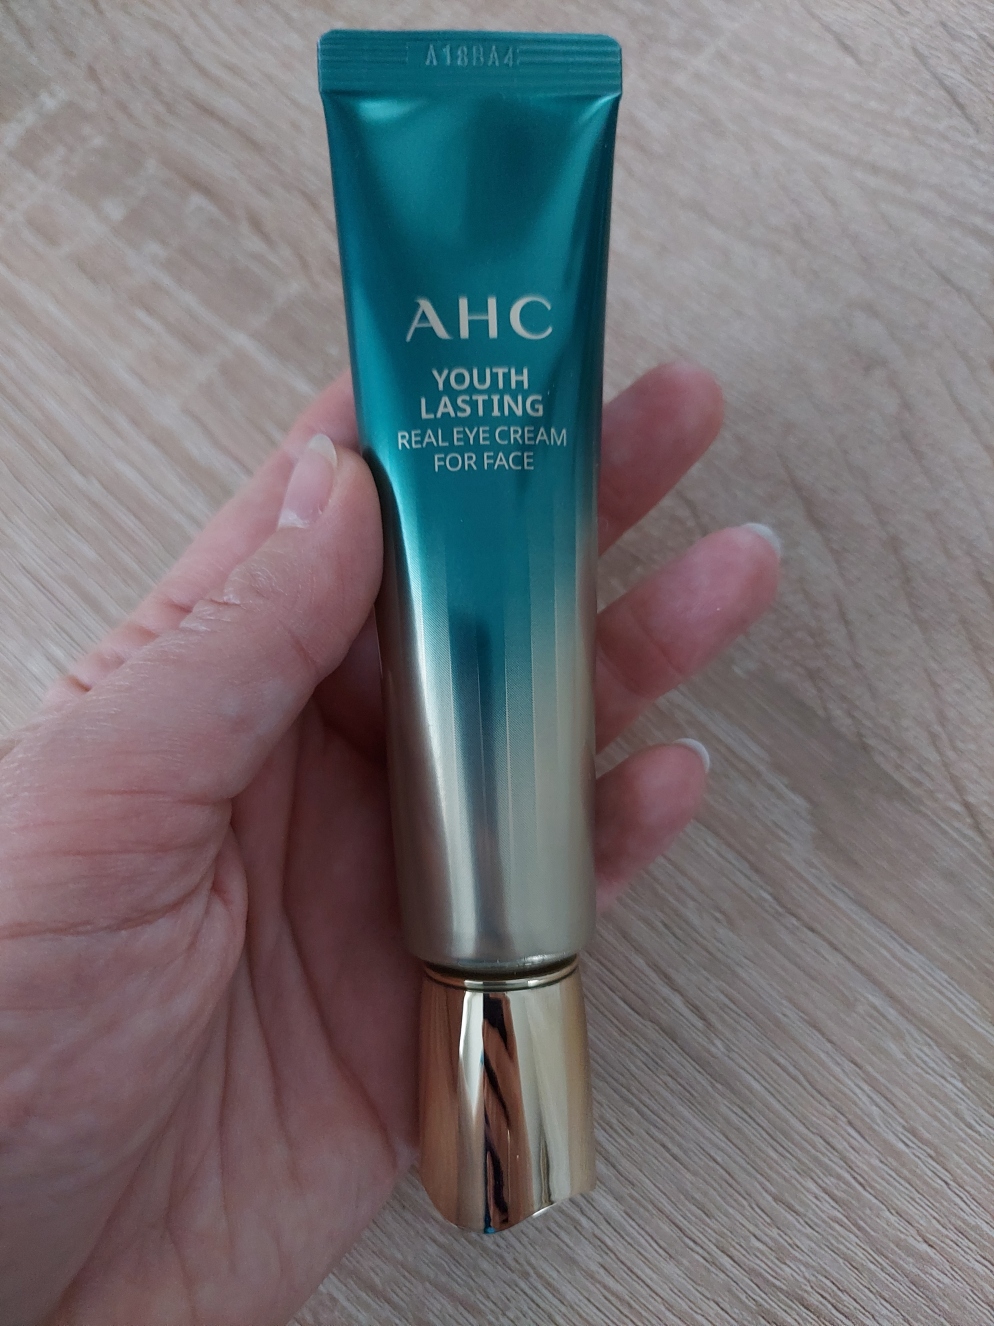 A18BA4
AHC
YOUTH
LASTING
REAL EYE CREAM
FOR FACE